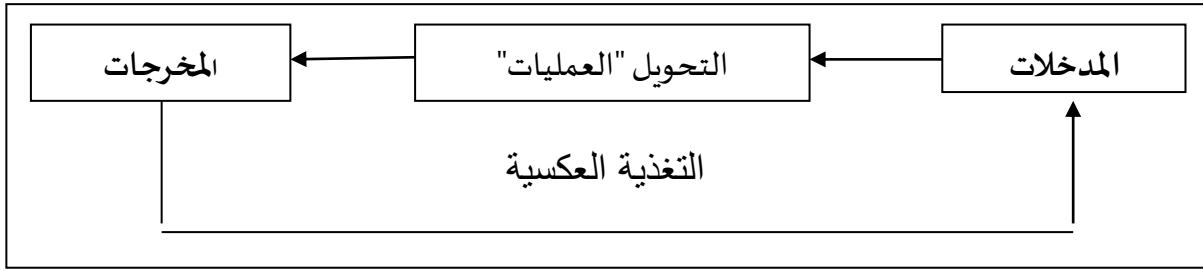 المدخلات
التحويل "العمليات"
المخرجات
التغذية العكسية